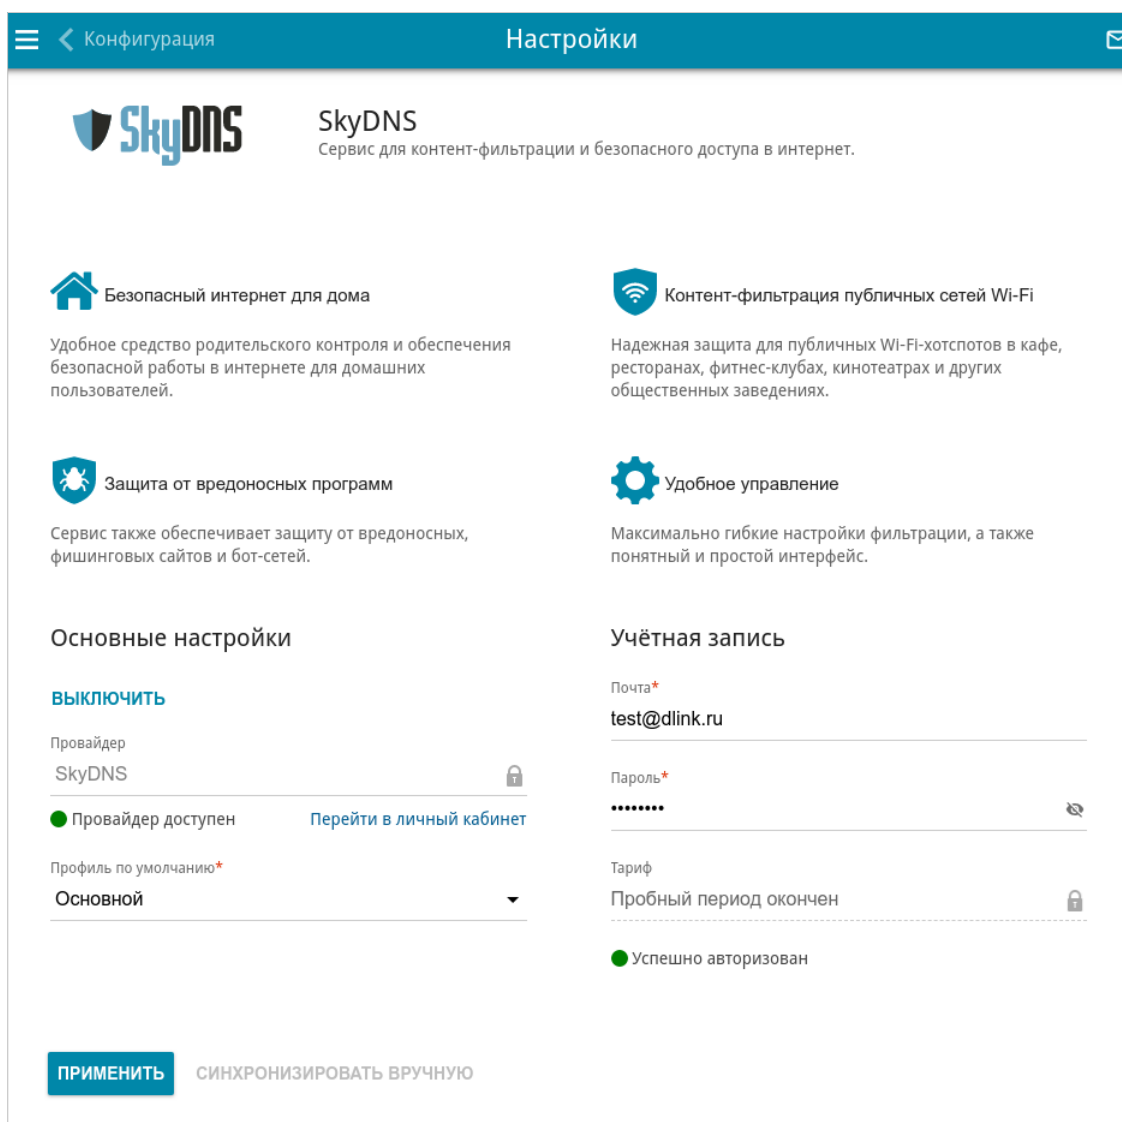 Конфигурация
Настройки
SkyDNS
SkyDNS
Сервис для контент-фильтрации и безопасного доступа в интернет.
Безопасный интернет для дома
Удобное средство родительского контроля и обеспечения
безопасной работы в интернете для домашних
пользователей.
Контент-фильтрация публичных сетей Wi-Fi
Надежная защита для публичных Wi-Fi-хотспотов в кафе,
ресторанах, фитнес-клубах, кинотеатрах и других
общественных заведениях.
Защита от вредоносных программ
Сервис также обеспечивает защиту от вредоносных,
фишинговых сайтов и бот-сетей.
Удобное управление
Максимально гибкие настройки фильтрации, а также
понятный и простой интерфейс.
Основные настройки
ВЫКЛЮЧИТЬ
Провайдер
SkyDNS
Провайдер доступен
Перейти в личный кабинет
Профиль по умолчанию*
Основной
Учётная запись
Почта*
test@dlink.ru
Пароль*
••••••••
Тариф
Пробный период окончен
Успешно авторизован
ПРИМЕНИТЬ
СИНХРОНИЗИРОВАТЬ ВРУЧНУЮ